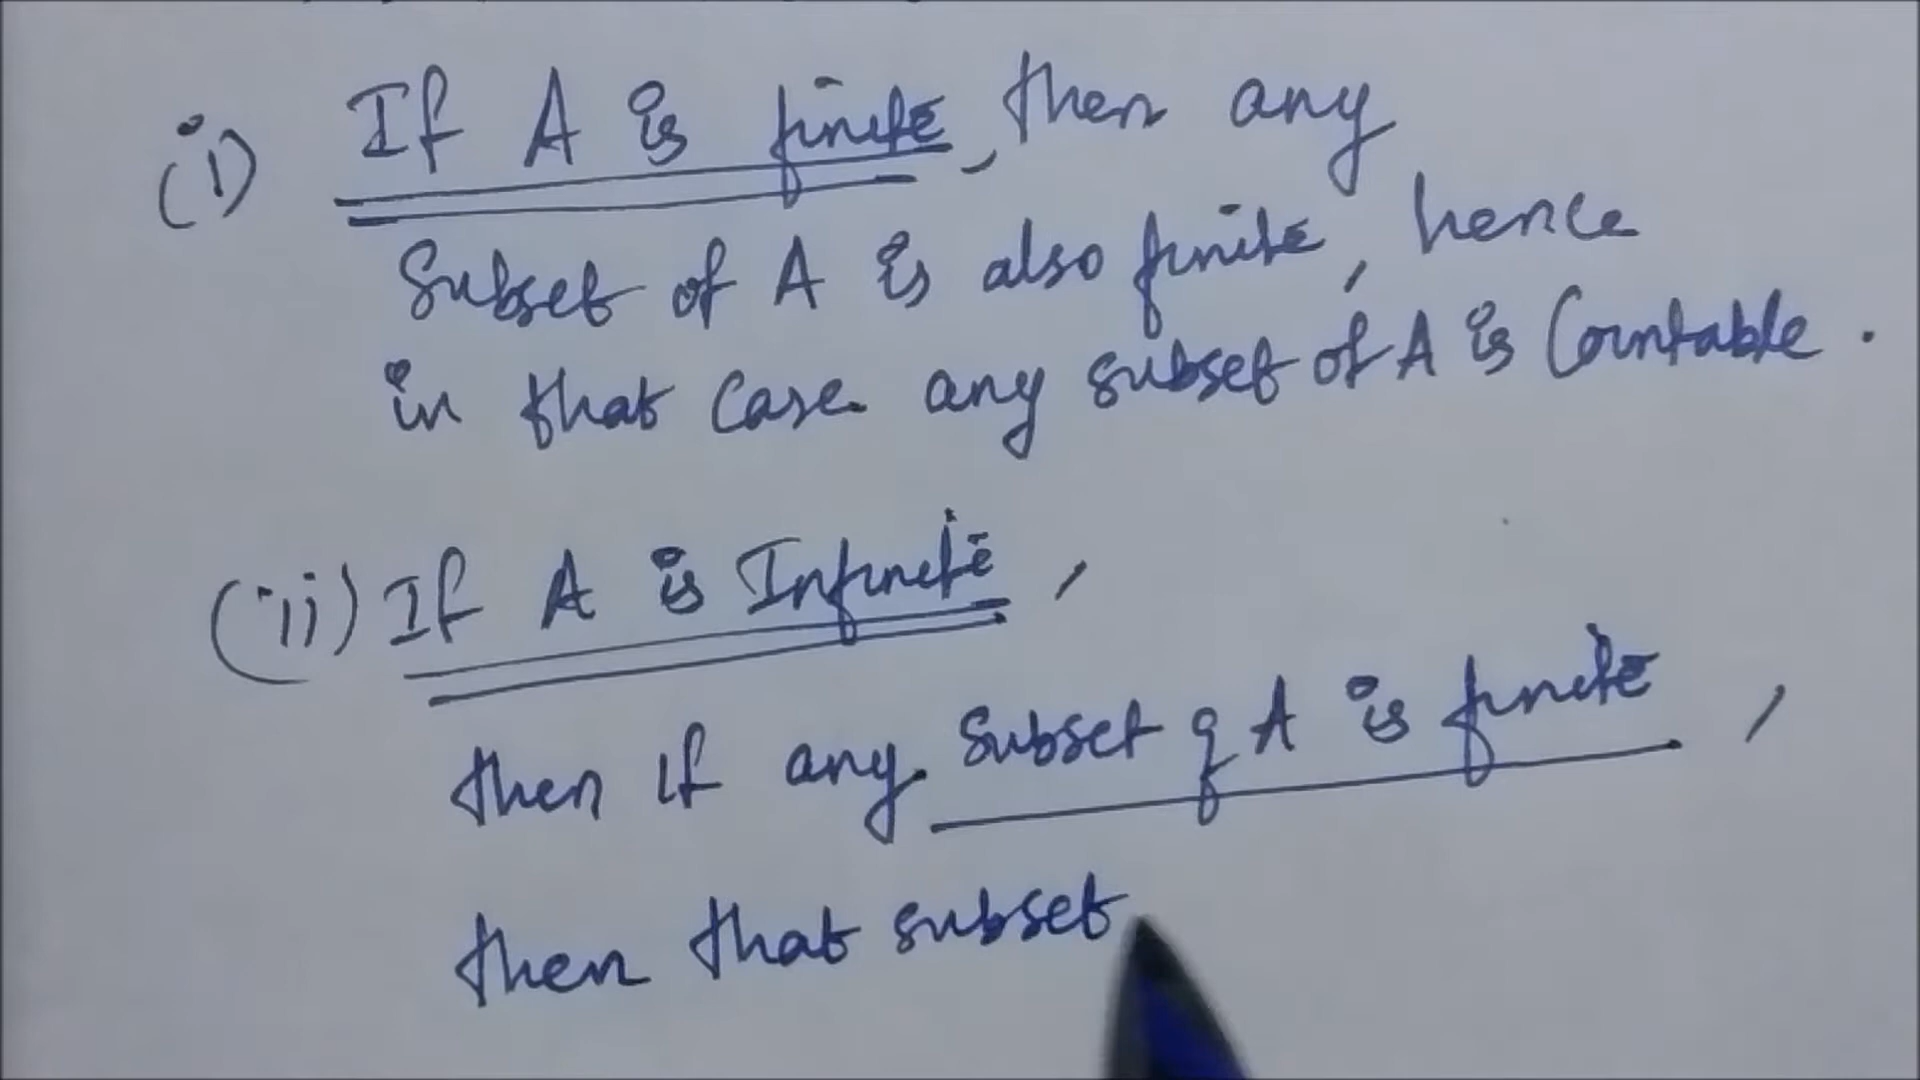 (i) If A is finite, then any
Subset of A is also finite, hence
in that case any subset of A is Countable.
(ii) If A is Infinite,
then if any subset of A is finite,
then that subset